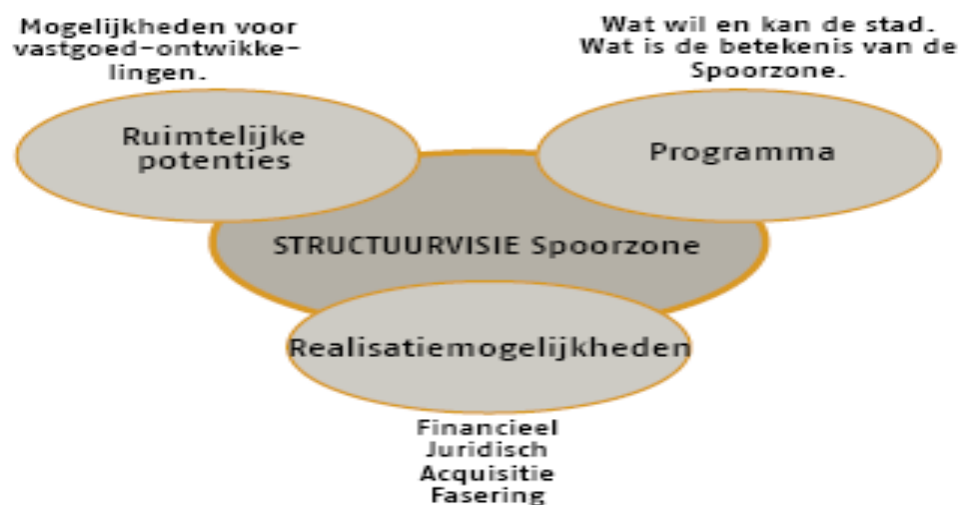 Mogelijkheden voor
vastgoed-ontwikke-
lingen.
Wat wil en kan de stad.
Wat is de betekenis van de
Spoorzone.
Ruimtelijke
potenties
Programma
STRUCTUURVISIE Spoorzone
Realisatiemogelijkheden
Financieel
Juridisch
Acquisitie
Fasering